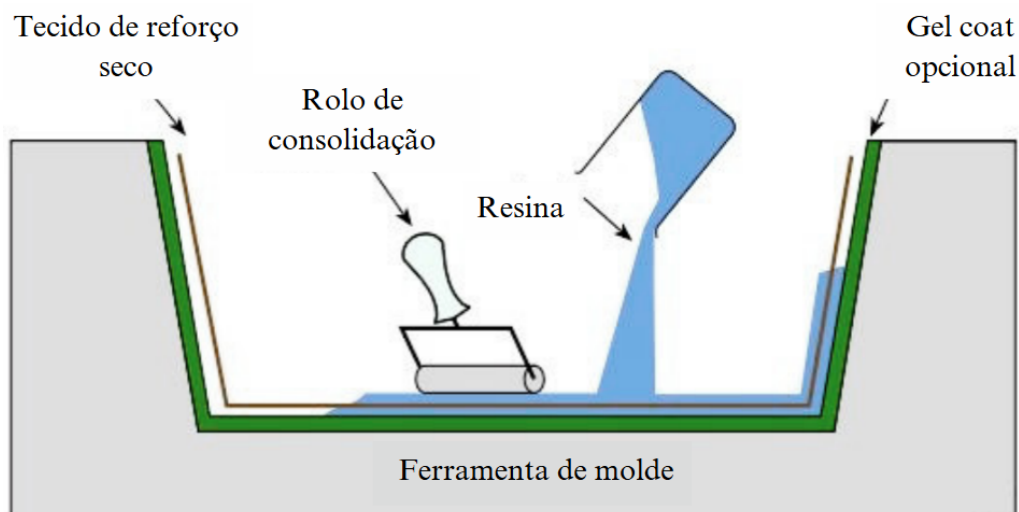 Tecido de reforço
seco
Gel coat
opcional
Rolo de
consolidação
Resina
Ferramenta de molde